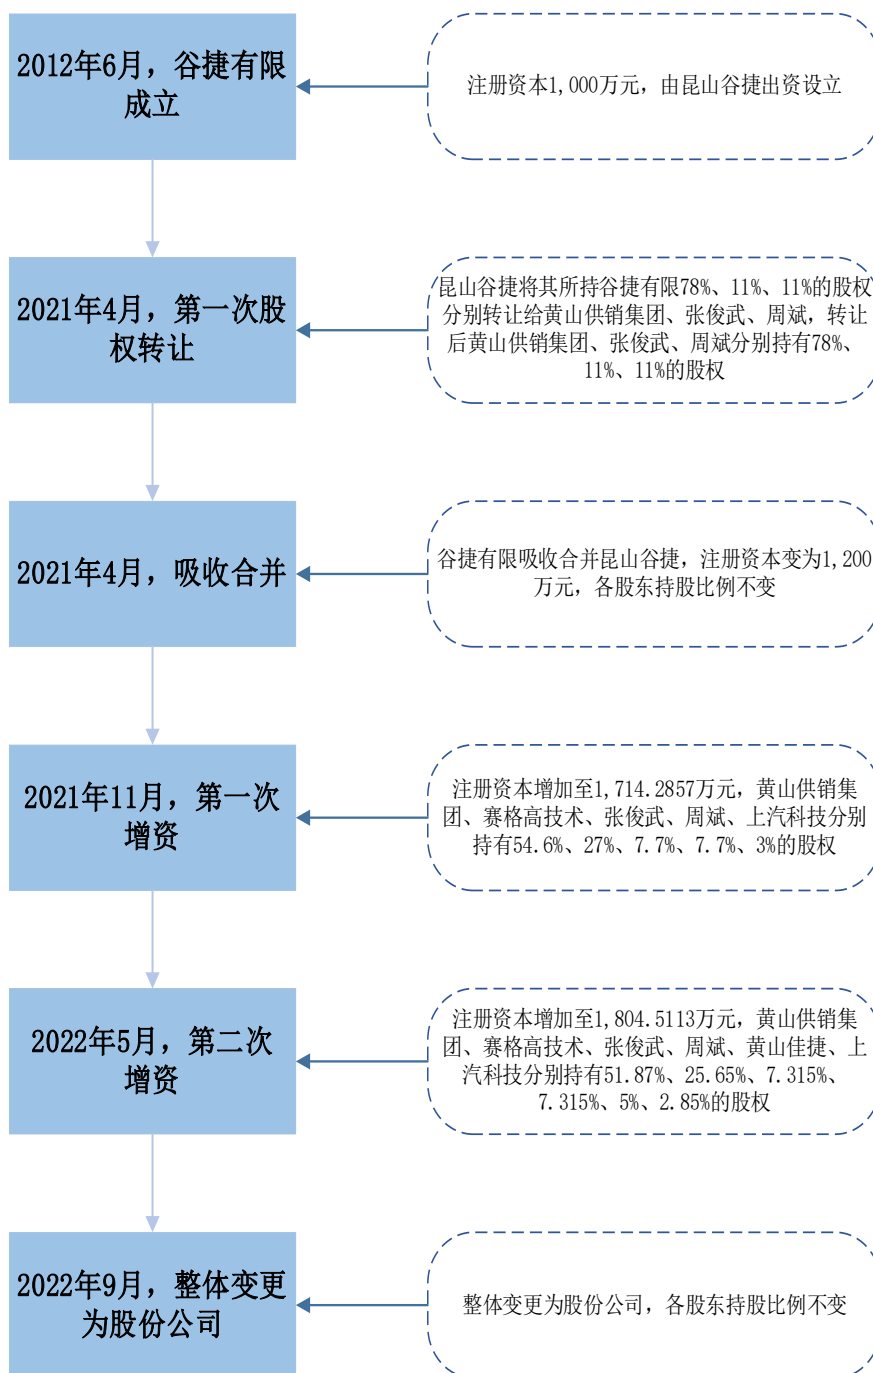 2012年6月，谷捷有限
成立
注册资本1,000万元，由昆山谷捷出资设立
2021年4月，第一次股
权转让
昆山谷捷将其所持谷捷有限78%、11%、11%的股权
分别转让给黄山供销集团、张俊武、周斌，转让
后黄山供销集团、张俊武、周斌分别持有78%、
11%、11%的股权
2021年4月，吸收合并
谷捷有限吸收合并昆山谷捷，注册资本变为1,200
万元，各股东持股比例不变
2021年11月，第一次
增资
注册资本增加至1,714.2857万元，黄山供销集
团、赛格高技术、张俊武、周斌、上汽科技分别
持有54.6%、27%、7.7%、7.7%、3%的股权
2022年5月，第二次
增资
注册资本增加至1,804.5113万元，黄山供销集
团、赛格高技术、张俊武、周斌、黄山佳捷、上
汽科技分别持有51.87%、25.65%、7.315%、
7.315%、5%、2.85%的股权
2022年9月，整体变更
为股份公司
整体变更为股份公司，各股东持股比例不变